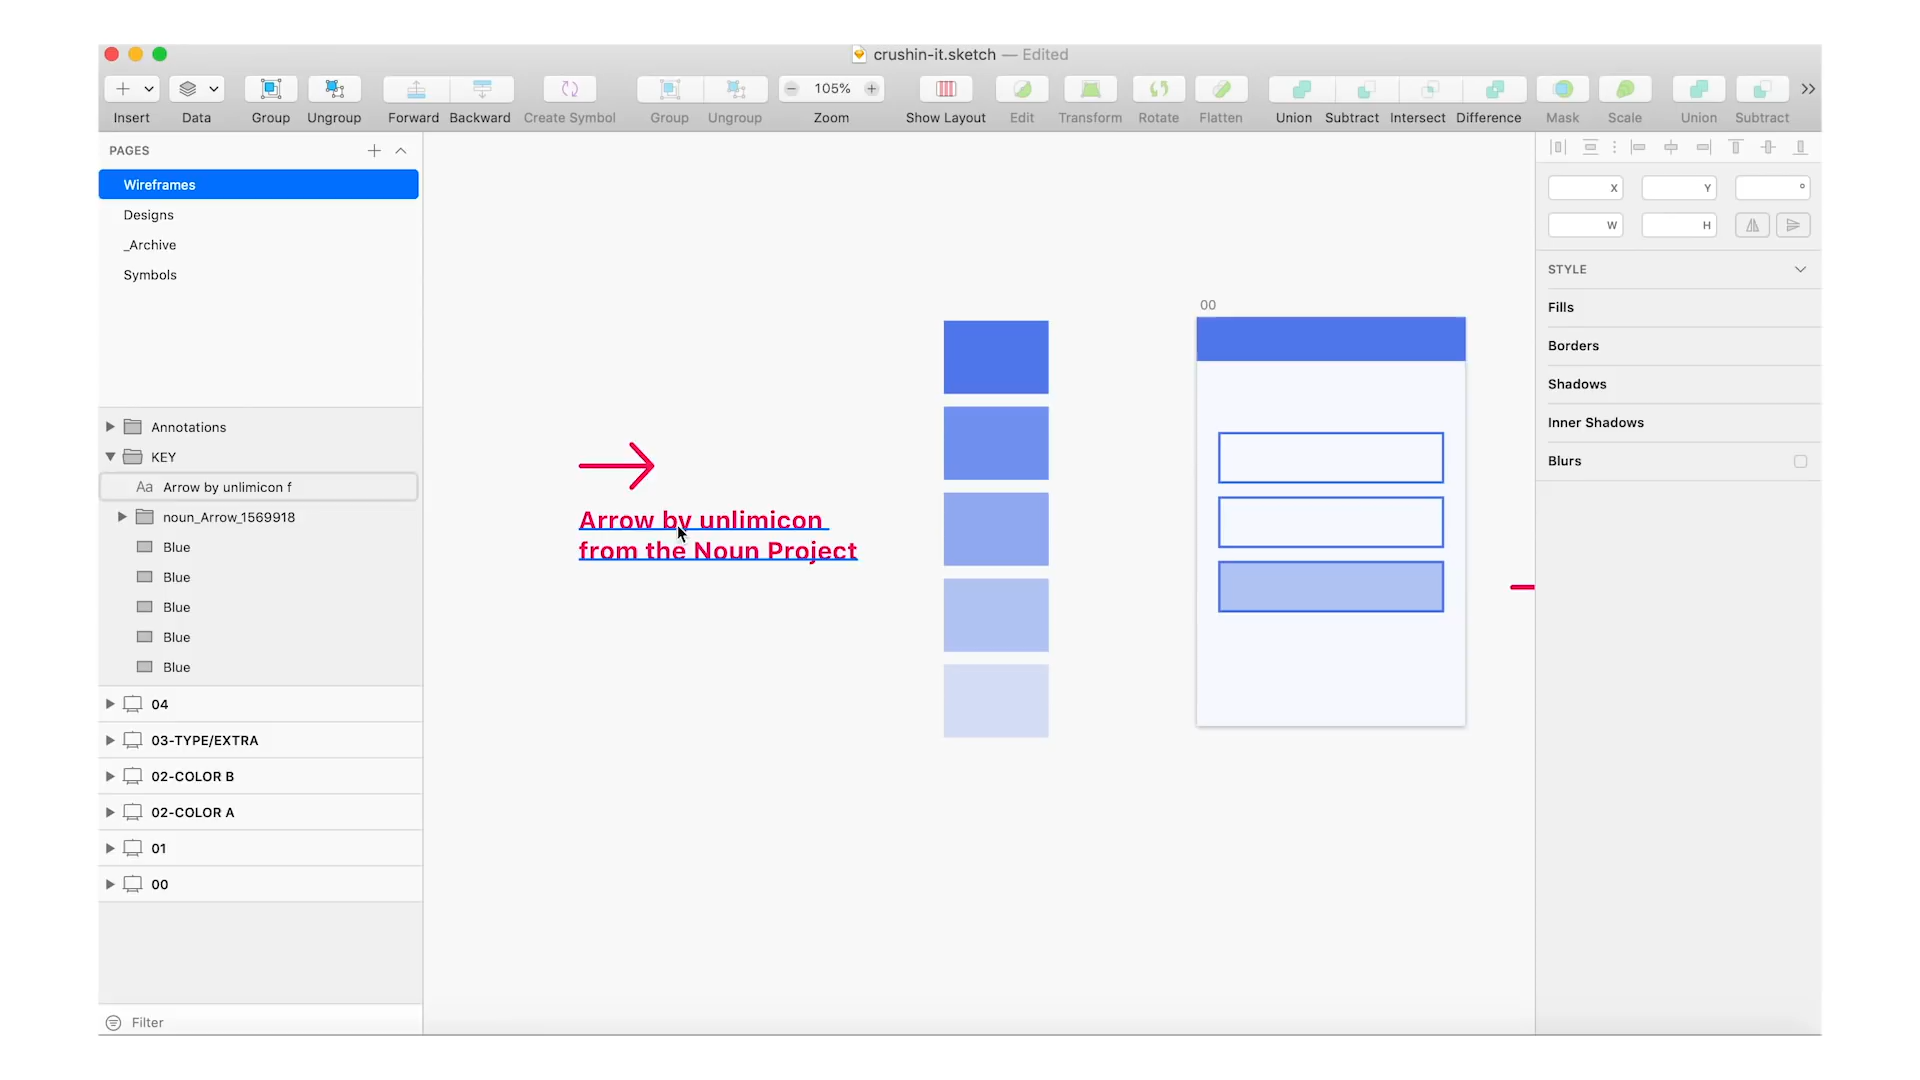 crushin-it.sketch — Edited
105%
Insert
Data
Group
Ungroup
Forward
Backward
Create Symbol
Group
Ungroup
Zoom
Show Layout
Edit
Transform
Rotate
Flatten
Union
Subtract
Intersect
Difference
Mask
Scale
Union
Subtract
PAGES
Wireframes
Designs
_Archive
Symbols
Annotations
KEY
Aa Arrow by unlimicon f
noun_Arrow_1569918
Blue
Blue
Blue
Blue
Blue
04
03-TYPE/EXTRA
02-COLOR B
02-COLOR A
01
00
Filter
Arrow by unlimicon
from the Noun Project
00
X
Y
°
W
H
STYLE
Fills
Borders
Shadows
Inner Shadows
Blurs